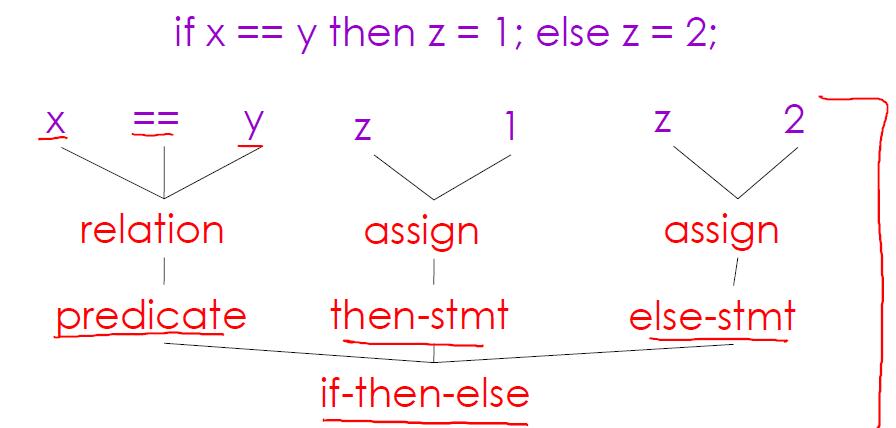 if x == y then z = 1; else z = 2;
x == y z 1 z 2
relation assign assign
predicate then-stmt else-stmt
if-then-else